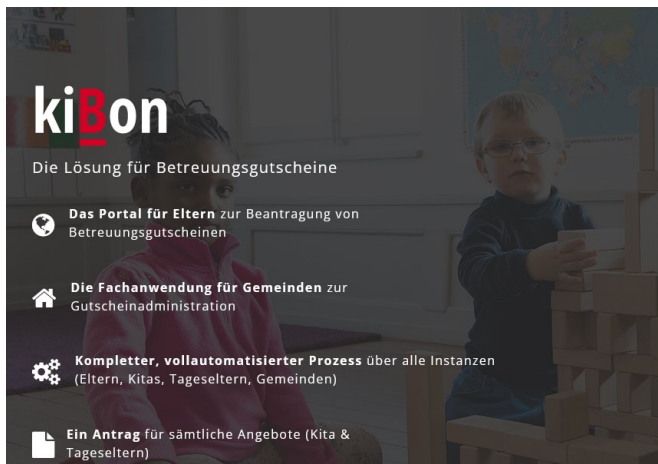 kiBon
Die Lösung für Betreuungsgutscheine
Das Portal für Eltern zur Beantragung von
Betreuungsgutscheinen
Die Fachanwendung für Gemeinden zur
Gutscheinadministration
Kompletter, vollautomatisierter Prozess über alle Instanzen
(Eltern, Kitas, Tageseltern, Gemeinden)
Ein Antrag für sämtliche Angebote (Kita &
Tageseltern)